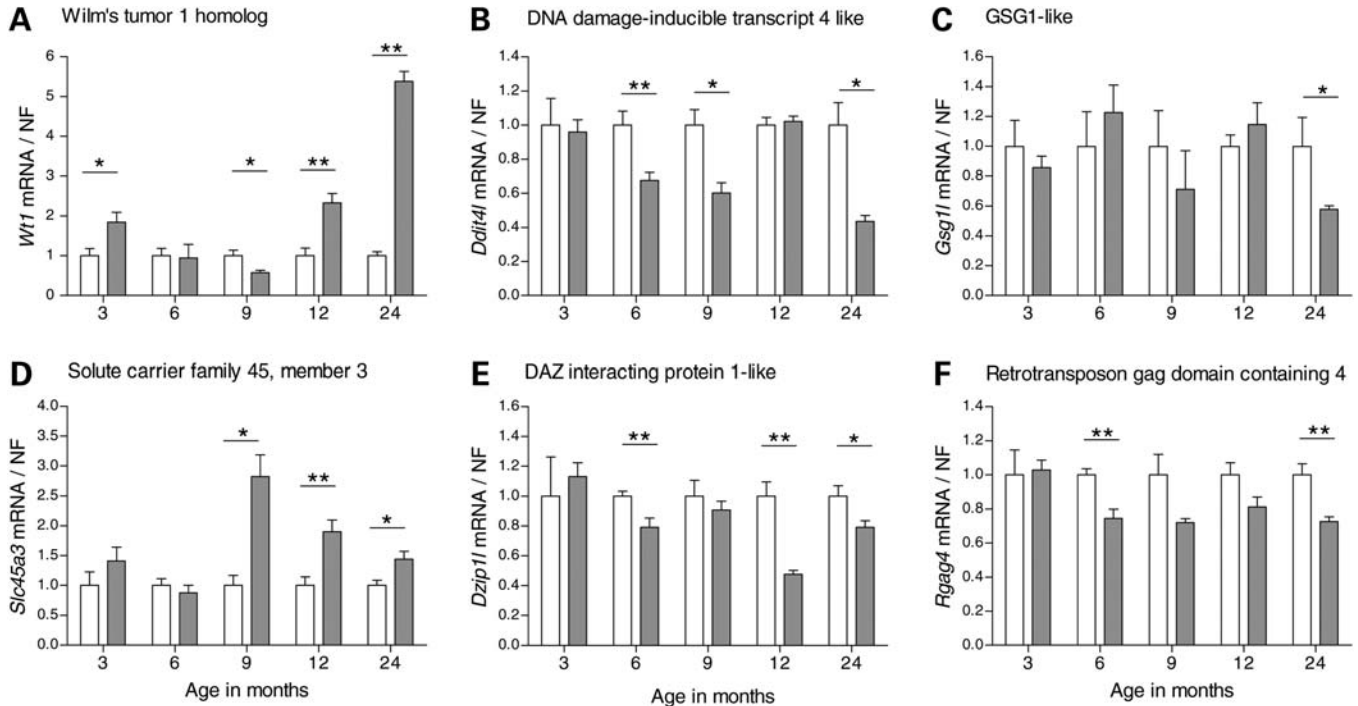 A Wilm's tumor 1 homolog
Wt1 mRNA / NF
6
5
4
3
2
1
0
* * ** **
3 6 9 12 24
B DNA damage-inducible transcript 4 like
Ddit4l mRNA / NF
1.4
1.2
1.0
0.8
0.6
0.4
0.2
0.0
** * *
3 6 9 12 24
C GSG1-like
Gsg1l mRNA / NF
1.4
1.2
1.0
0.8
0.6
0.4
0.2
0.0
*
3 6 9 12 24
D Solute carrier family 45, member 3
Slc45a3 mRNA / NF
4.0
3.5
3.0
2.5
2.0
1.5
1.0
0.5
0.0
* ** *
3 6 9 12 24
Age in months
E DAZ interacting protein 1-like
Dzip1l mRNA / NF
1.6
1.4
1.2
1.0
0.8
0.6
0.4
0.2
0.0
** ** *
3 6 9 12 24
Age in months
F Retrotransposon gag domain containing 4
Rgag4 mRNA / NF
1.4
1.2
1.0
0.8
0.6
0.4
0.2
0.0
** **
3 6 9 12 24
Age in months